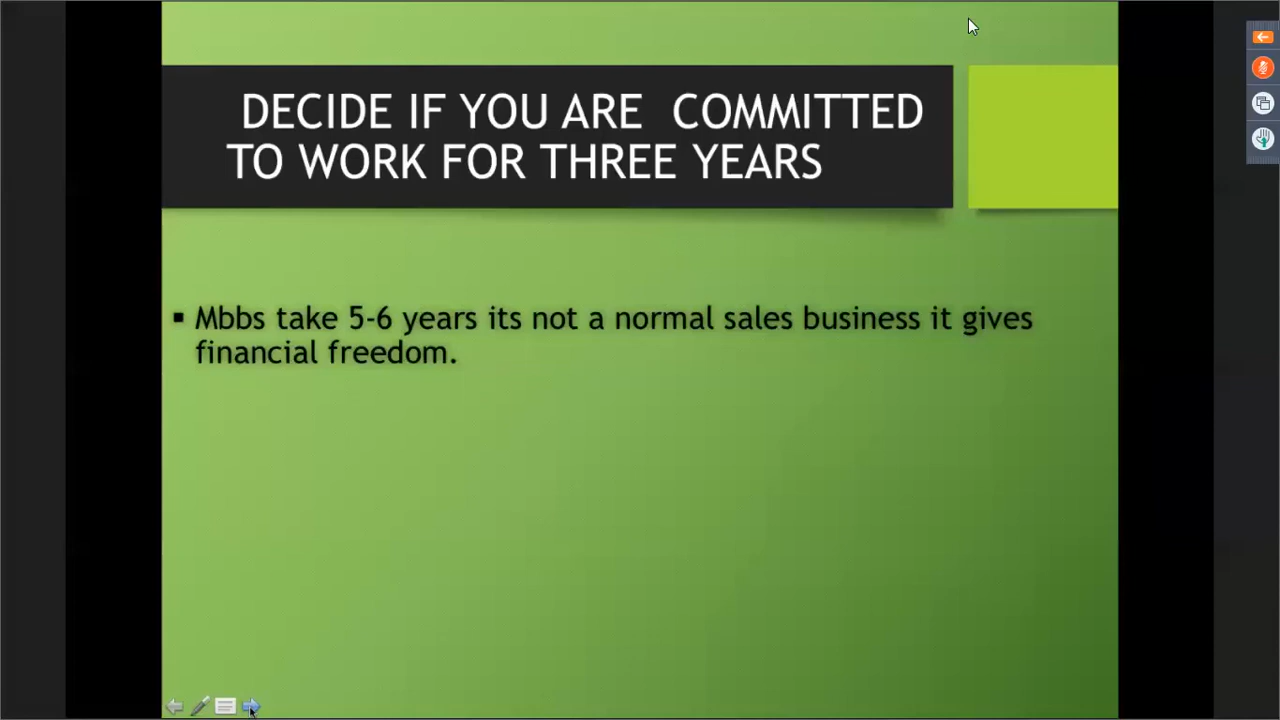 DECIDE IF YOU ARE COMMITTED
TO WORK FOR THREE YEARS
▪ Mbbs take 5-6 years its not a normal sales business it gives
financial freedom.